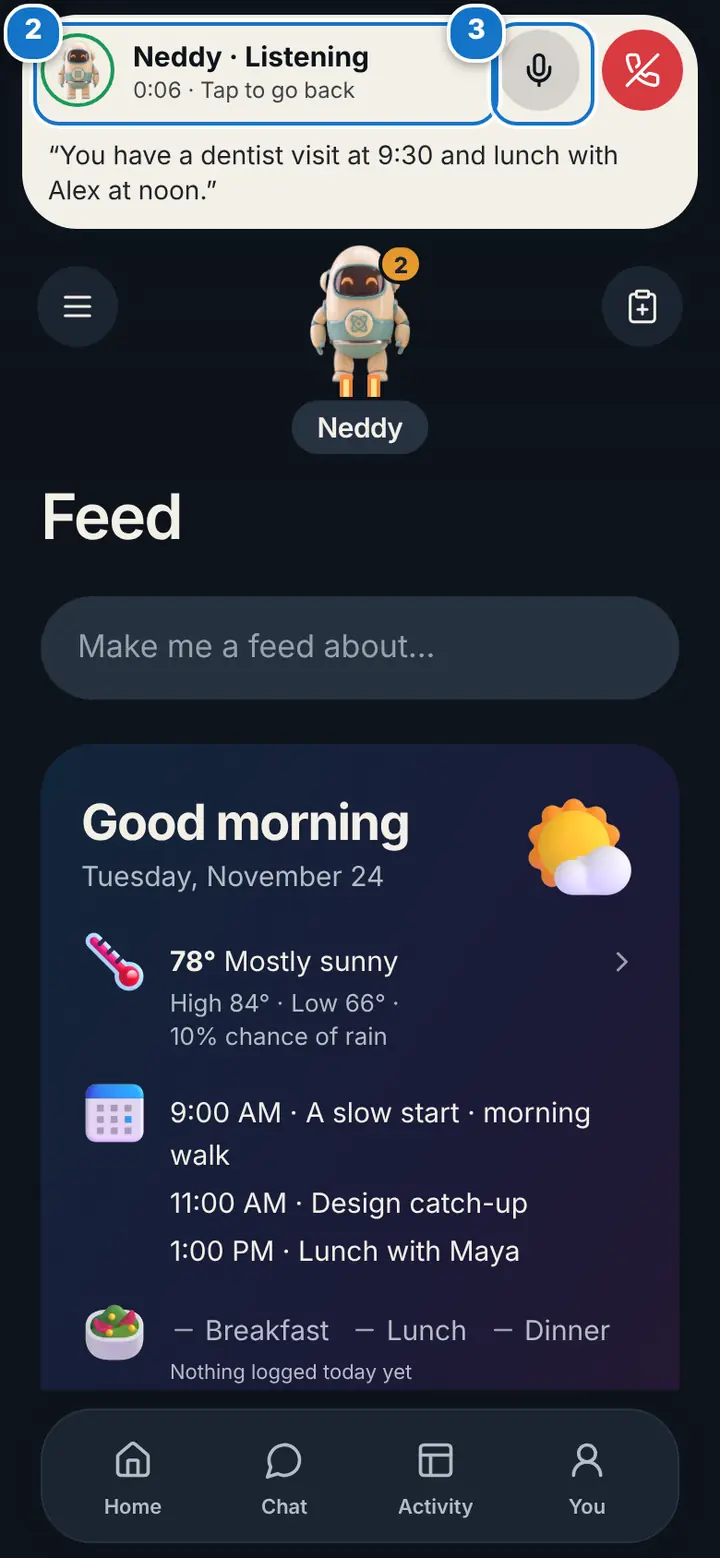 2
3
Neddy · Listening
0:06 · Tap to go back
“You have a dentist visit at 9:30 and lunch with
Alex at noon.”
2
Neddy
Feed
Make me a feed about...
Good morning
Tuesday, November 24
78° Mostly sunny
High 84° · Low 66° ·
10% chance of rain
9:00 AM · A slow start · morning
walk
11:00 AM · Design catch-up
1:00 PM · Lunch with Maya
– Breakfast – Lunch – Dinner
Nothing logged today yet
Home Chat Activity You